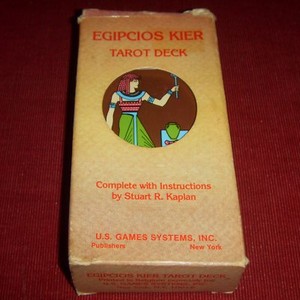 EGIPCIOS KIER
TAROT DECK
Complete with Instructions
by Stuart R. Kaplan
U.S. GAMES SYSTEMS, INC.
Publishers New York
EGIPCIOS KIER TAROT DECK